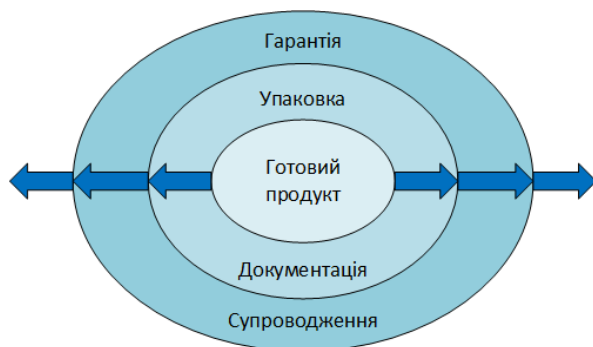 Гарантія
Упаковка
Готовий
продукт
Документація
Супроводження